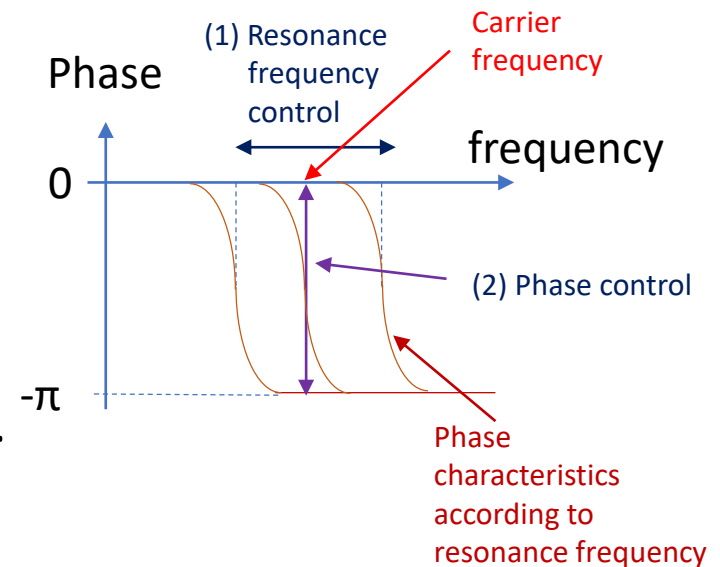 (1) Resonance
frequency
control
Carrier
frequency
Phase
frequency
0
(2) Phase control
-π
.
Phase
characteristics
according to
resonance frequency